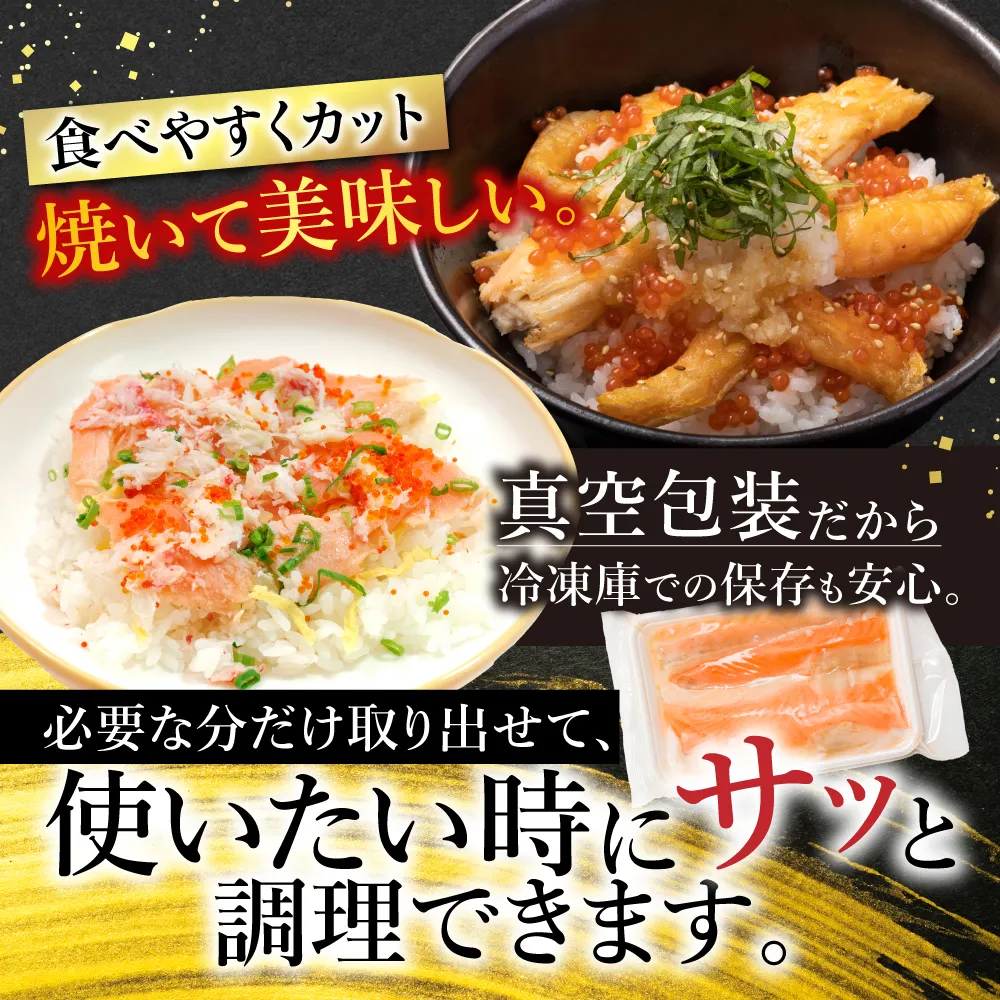 食べやすくカット
焼いて美味しい。
真空包装だから
冷凍庫での保存も安心。
必要な分だけ取り出せて、
使いたい時にサッと
調理できます。